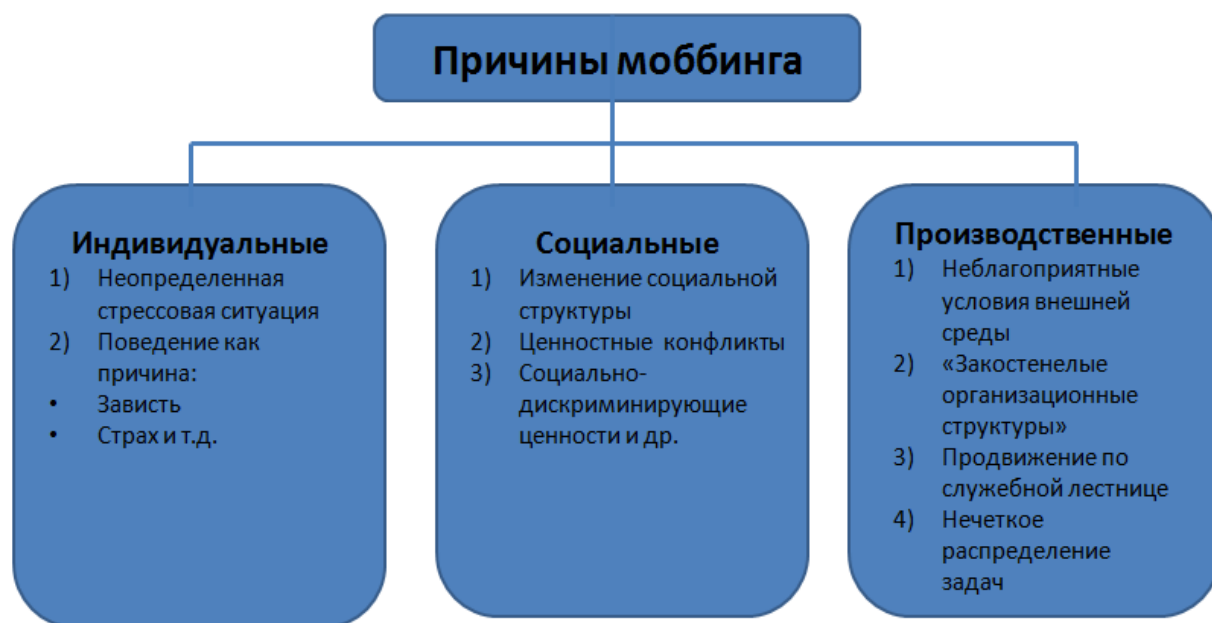 Причины моббинга
Индивидуальные
1) Неопределенная
стрессовая ситуация
2) Поведение как
причина:
• Зависть
• Страх и т.д.
Социальные
1) Изменение социальной
структуры
2) Ценностные конфликты
3) Социально-
дискриминирующие
ценности и др.
Производственные
1) Неблагоприятные
условия внешней
среды
2) «Закостенелые
организационные
структуры»
3) Продвижение по
служебной лестнице
4) Нечеткое
распределение
задач